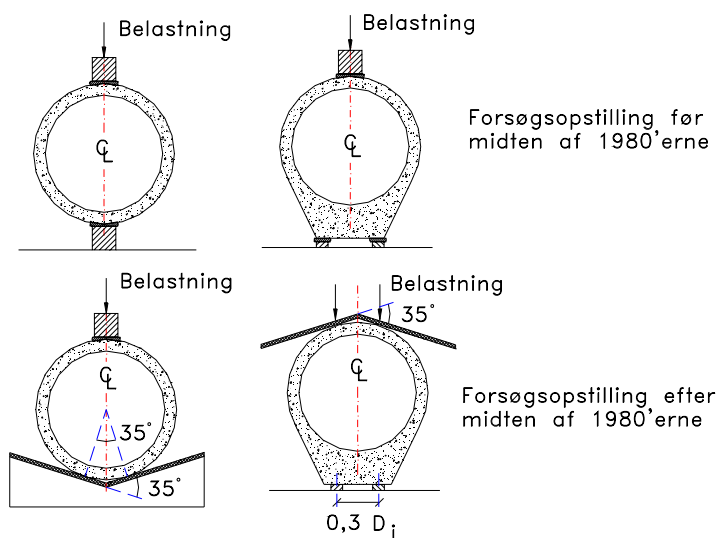 Belastning
Belastning
Forsøgsopstilling før
midten af 1980'erne
℄
℄
Belastning
Belastning
35°
℄
℄
Forsøgsopstilling efter
midten af 1980'erne
35°
35°
0,3 Di